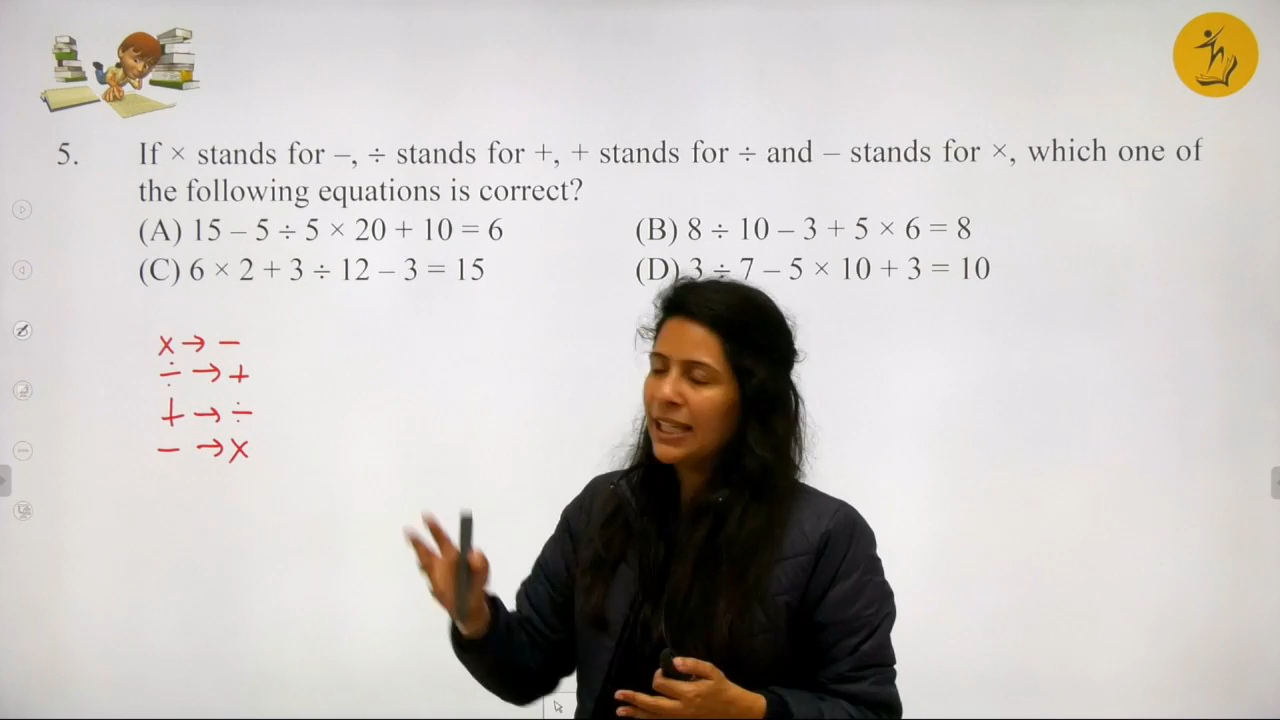 5. If × stands for –, ÷ stands for +, + stands for ÷ and – stands for ×, which one of
the following equations is correct?
(A) 15 – 5 ÷ 5 × 20 + 10 = 6 (B) 8 ÷ 10 – 3 + 5 × 6 = 8
(C) 6 × 2 + 3 ÷ 12 – 3 = 15 (D) 3 ÷ 7 – 5 × 10 + 3 = 10
× → –
÷ → +
+ → ÷
– → ×